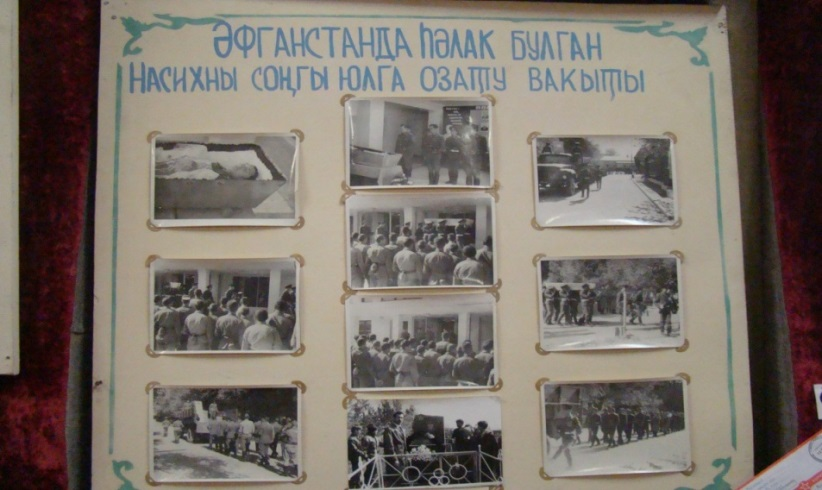 Әфганстанда һәлак булган
Насихны соңгы юлга озату вакыты